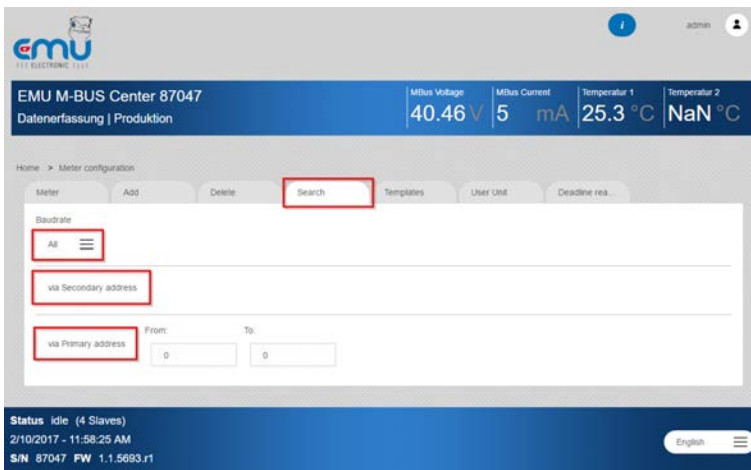 emu
ELECTRONIC
i
admin
EMU M-BUS Center 87047
Datenerfassung | Produktion
MBus Voltage
40.46 V
MBus Current
5 mA
Temperatur 1
25.3 °C
Temperatur 2
NaN °C
Home > Meter configuration
Meter Add Delete Search Templates User Unit Deadline rea...
Baudrate
All
via Secondary address
From: To:
via Primary address 0 0
Status idle (4 Slaves)
2/10/2017 - 11:58:25 AM
S/N 87047 FW 1.1.5693.r1
English